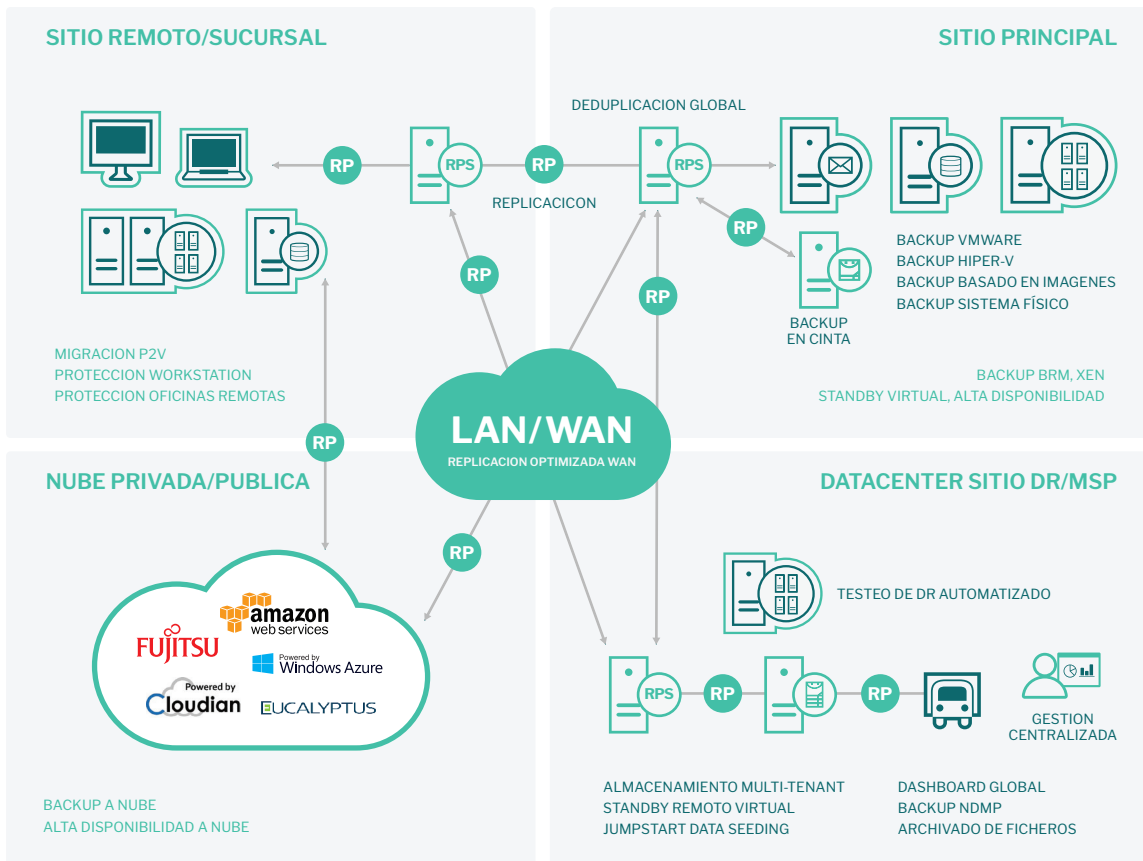 SITIO REMOTO/SUCURSAL
RP
RPS
RP
REPLICACICON
RP
MIGRACION P2V
PROTECCION WORKSTATION
PROTECCION OFICINAS REMOTAS
RP
SITIO PRINCIPAL
DEDUPLICACION GLOBAL
RPS
RP
RP
BACKUP
EN CINTA
BACKUP VMWARE
BACKUP HIPER-V
BACKUP BASADO EN IMAGENES
BACKUP SISTEMA FÍSICO
BACKUP BRM, XEN
STANDBY VIRTUAL, ALTA DISPONIBILIDAD
LAN/WAN
REPLICACION OPTIMIZADA WAN
NUBE PRIVADA/PUBLICA
RP
amazon
web services
FUJITSU
Powered by
Windows Azure
Powered by
Cloudian
EUCALYPTUS
BACKUP A NUBE
ALTA DISPONIBILIDAD A NUBE
DATACENTER SITIO DR/MSP
TESTEO DE DR AUTOMATIZADO
RPS
RP
RP
GESTION
CENTRALIZADA
ALMACENAMIENTO MULTI-TENANT
STANDBY REMOTO VIRTUAL
JUMPSTART DATA SEEDING
DASHBOARD GLOBAL
BACKUP NDMP
ARCHIVADO DE FICHEROS